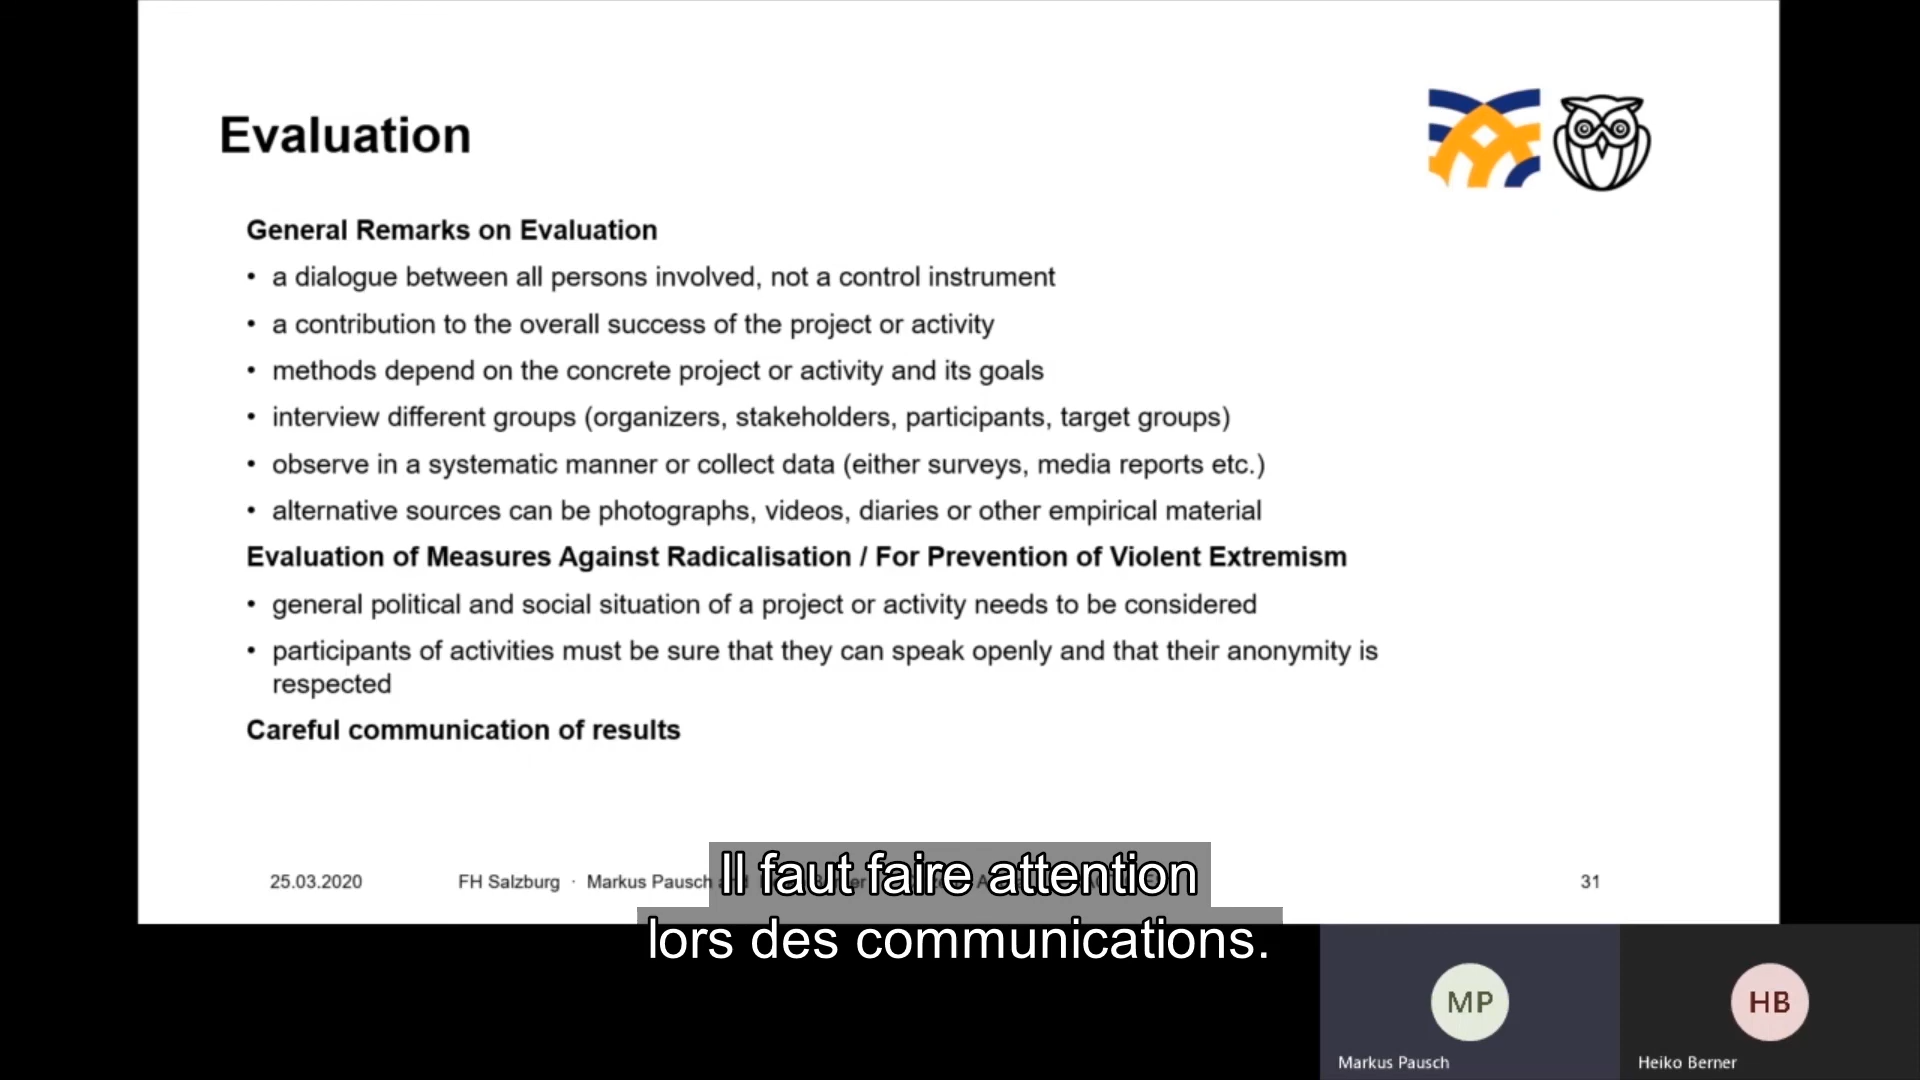 Evaluation
General Remarks on Evaluation
• a dialogue between all persons involved, not a control instrument
• a contribution to the overall success of the project or activity
• methods depend on the concrete project or activity and its goals
• interview different groups (organizers, stakeholders, participants, target groups)
• observe in a systematic manner or collect data (either surveys, media reports etc.)
• alternative sources can be photographs, videos, diaries or other empirical material
Evaluation of Measures Against Radicalisation / For Prevention of Violent Extremism
• general political and social situation of a project or activity needs to be considered
• participants of activities must be sure that they can speak openly and that their anonymity is
respected
Careful communication of results
25.03.2020 FH Salzburg · Markus Pausch 31
Il faut faire attention
lors des communications.
MP
Markus Pausch
HB
Heiko Berner